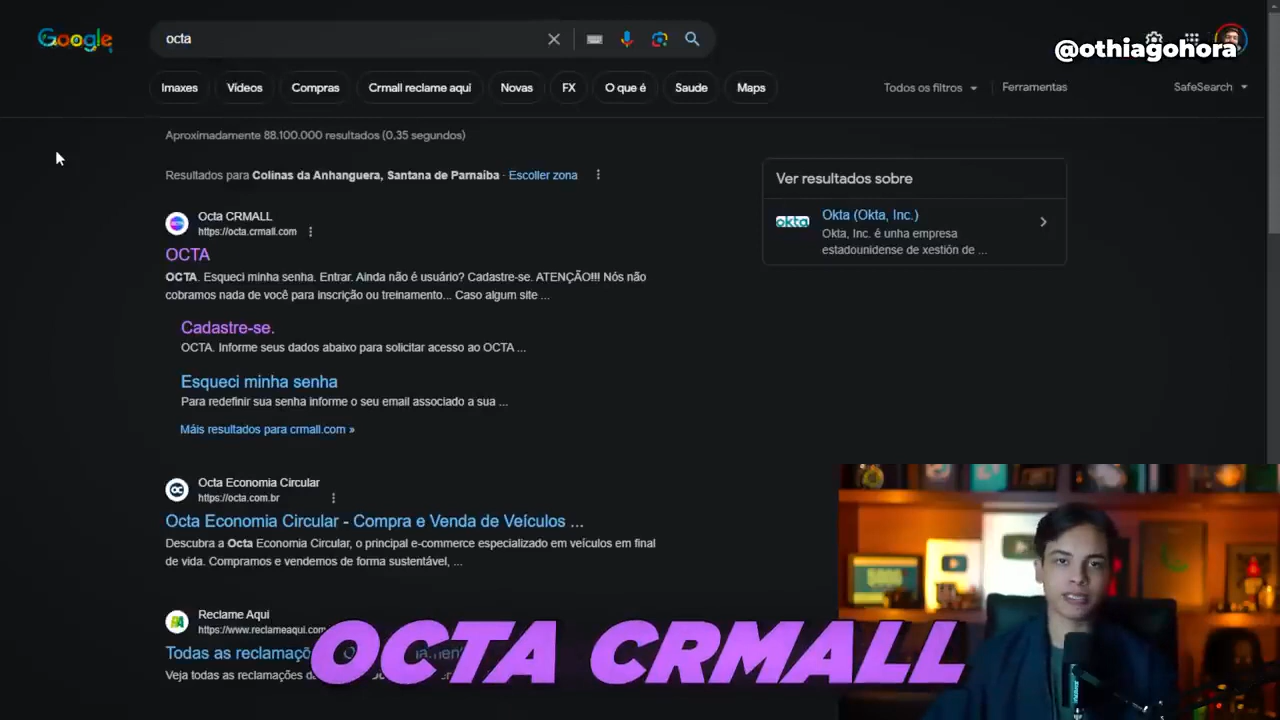 Google
octa
@othiagohora
Imaxes
Vídeos
Compras
Crmall reclame aqui
Novas
FX
O que é
Saude
Maps
Todos os filtros
Ferramentas
SafeSearch
Aproximadamente 88.100.000 resultados (0,35 segundos)
Resultados para Colinas da Anhanguera, Santana de Parnaíba · Escoller zona
Ver resultados sobre
okta
Okta (Okta, Inc.)
Okta, Inc. é unha empresa
estadounidense de xestión de ...
Octa CRMALL
https://octa.crmall.com
OCTA
OCTA. Esqueci minha senha. Entrar. Ainda não é usuário? Cadastre-se. ATENÇÃO!!! Nós não
cobramos nada de você para inscrição ou treinamento... Caso algum site ...
Cadastre-se.
OCTA. Informe seus dados abaixo para solicitar acesso ao OCTA ...
Esqueci minha senha
Para redefinir sua senha informe o seu email associado a sua ...
Máis resultados para crmall.com »
Octa Economia Circular
https://octa.com.br
Octa Economia Circular - Compra e Venda de Veículos ...
Descubra a Octa Economia Circular, o principal e-commerce especializado em veículos em final
de vida. Compramos e vendemos de forma sustentável, ...
Reclame Aqui
https://www.reclameaqui.com
Todas as
Veja todas as reclamações
OCTA CRMALL